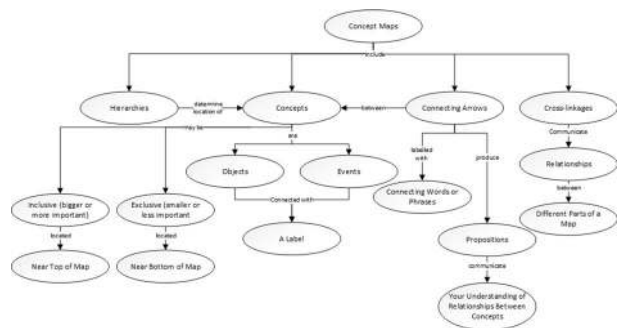 Concept Maps
include
Hierarchies
determine
location of
Concepts
between
Connecting Arrows
Cross-linkages
may be
are
labelled
with
produce
Communicate
Objects
Events
Relationships
Inclusive (bigger or
more important)
Exclusive (smaller or
less important
Connected with
Connecting Words or
Phrases
between
Different Parts of a
Map
located
located
A Label
Propositions
Near Top of Map
Near Bottom of Map
communicate
Your Understanding of
Relationships Between
Concepts